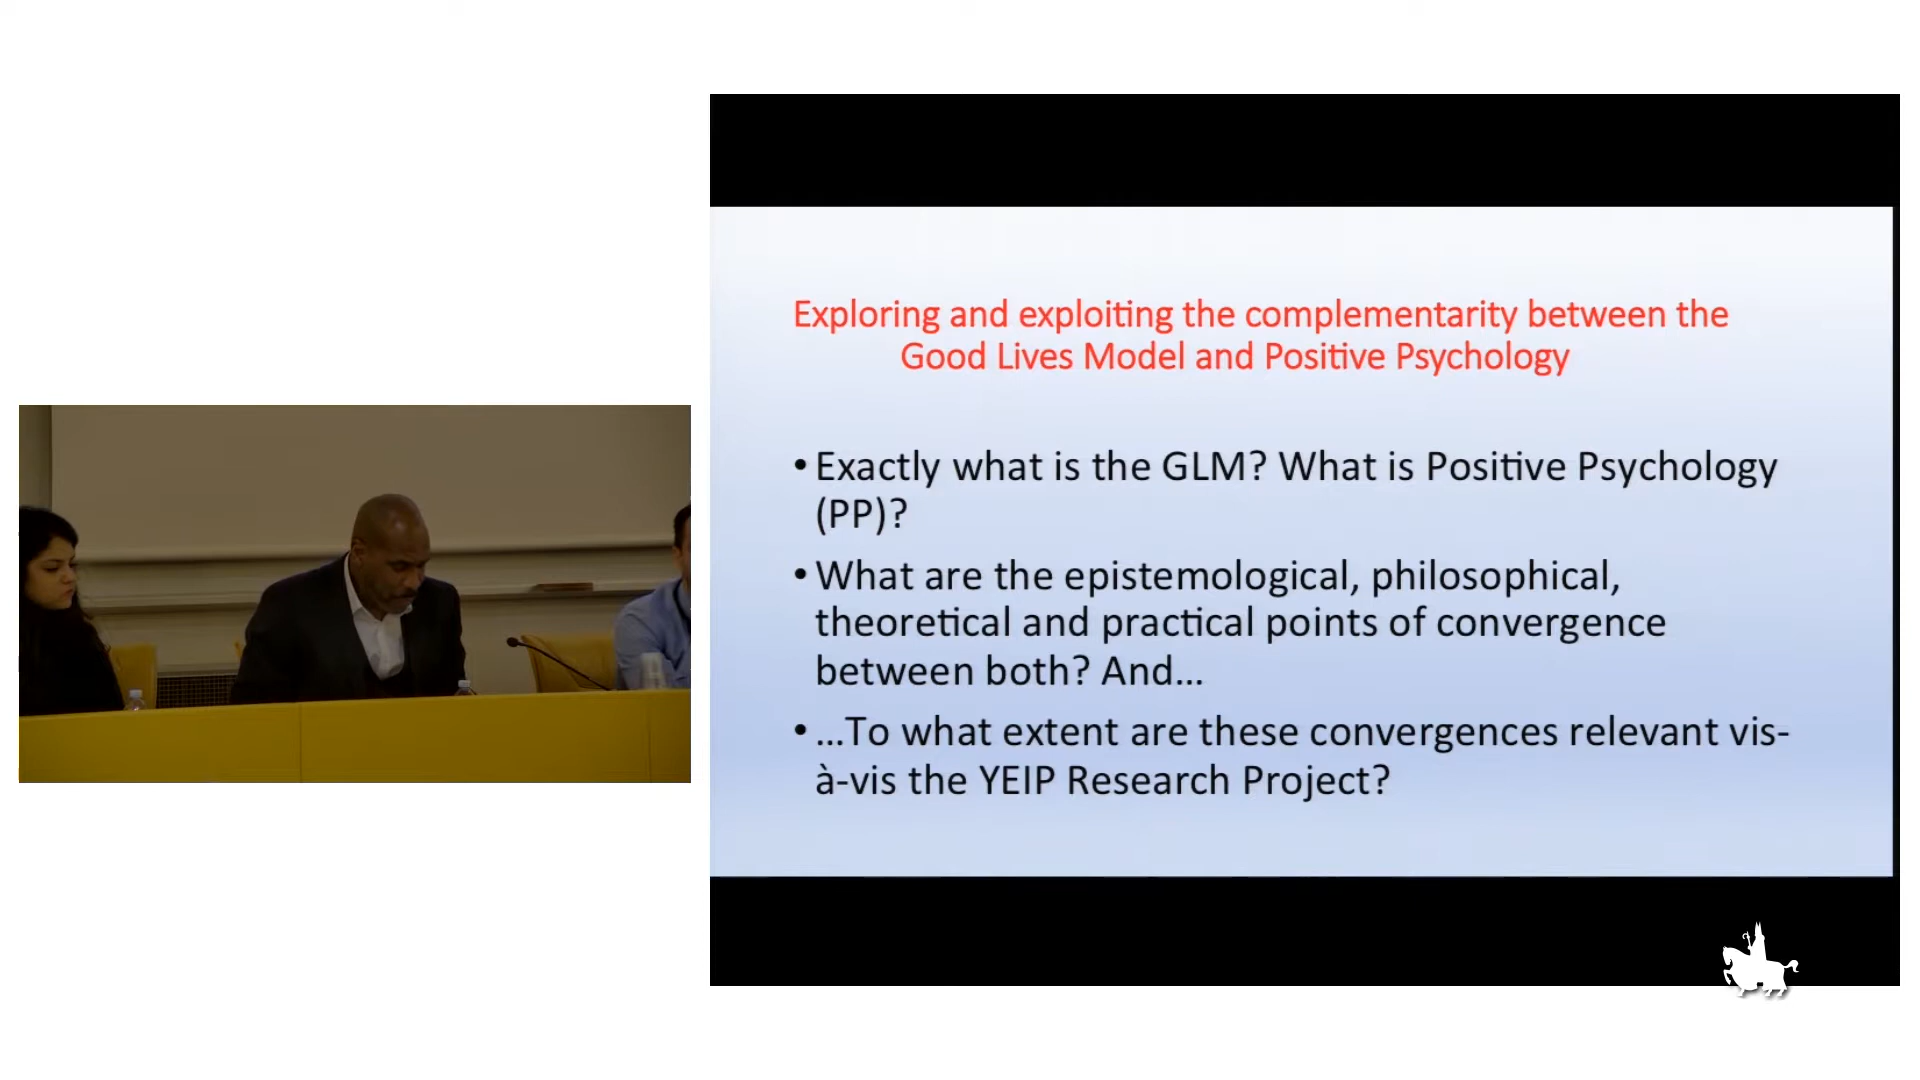 Exploring and exploiting the complementarity between the
Good Lives Model and Positive Psychology
•Exactly what is the GLM? What is Positive Psychology
(PP)?
•What are the epistemological, philosophical,
theoretical and practical points of convergence
between both? And…
•…To what extent are these convergences relevant vis-
à-vis the YEIP Research Project?